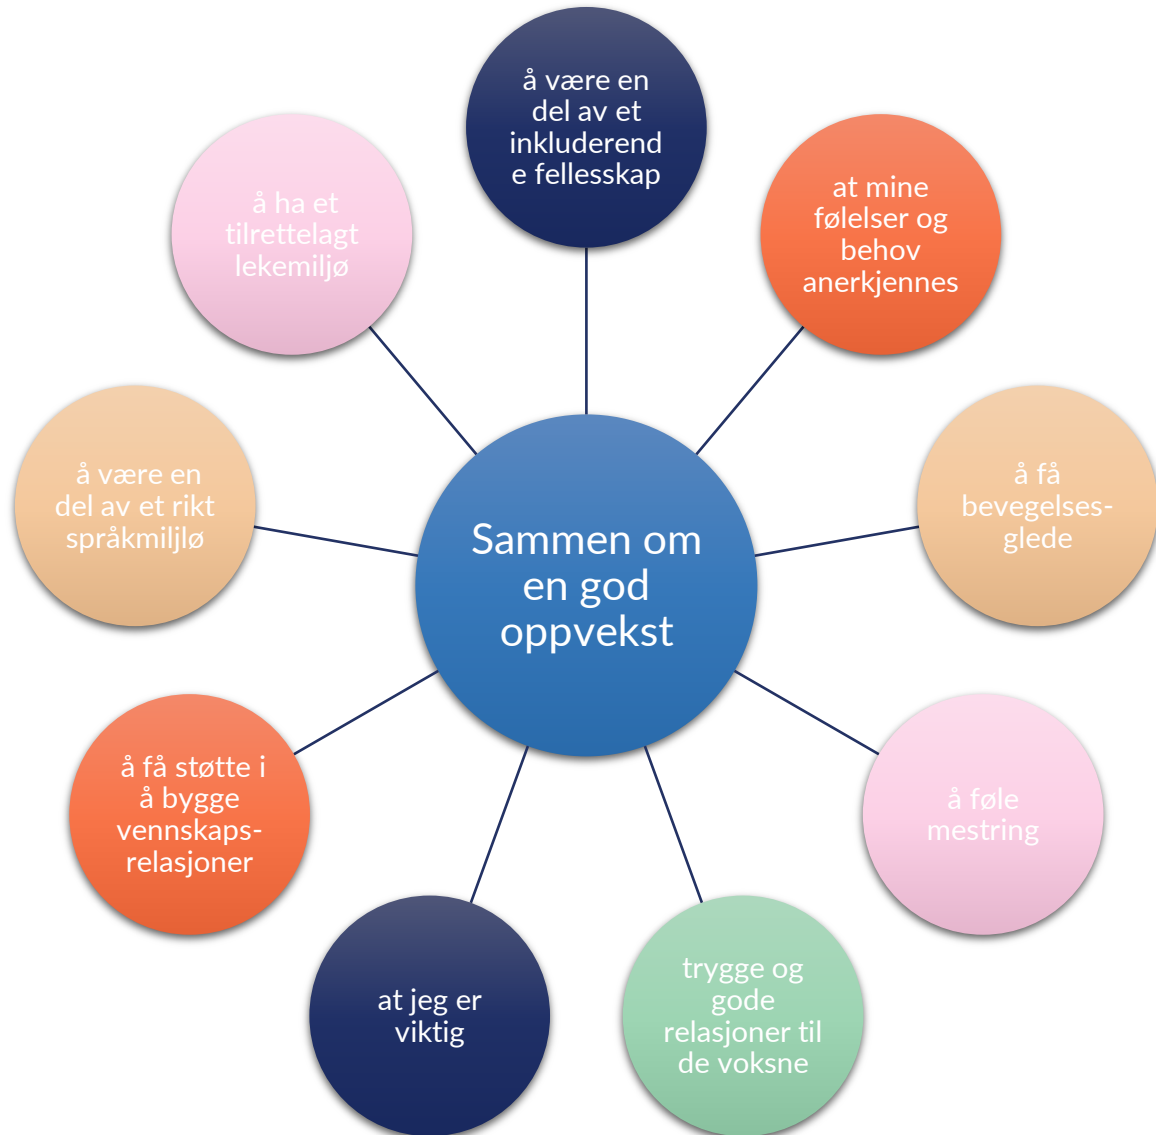 å være en
del av et
inkluderend
e fellesskap
at mine
følelser og
behov
anerkjennes
å få
bevegelses-
glede
å føle
mestring
trygge og
gode
relasjoner til
de voksne
at jeg er
viktig
å få støtte i
å bygge
vennskaps-
relasjoner
å være en
del av et rikt
språkmiljlø
å ha et
tilrettelagt
lekemiljø
Sammen om
en god
oppvekst